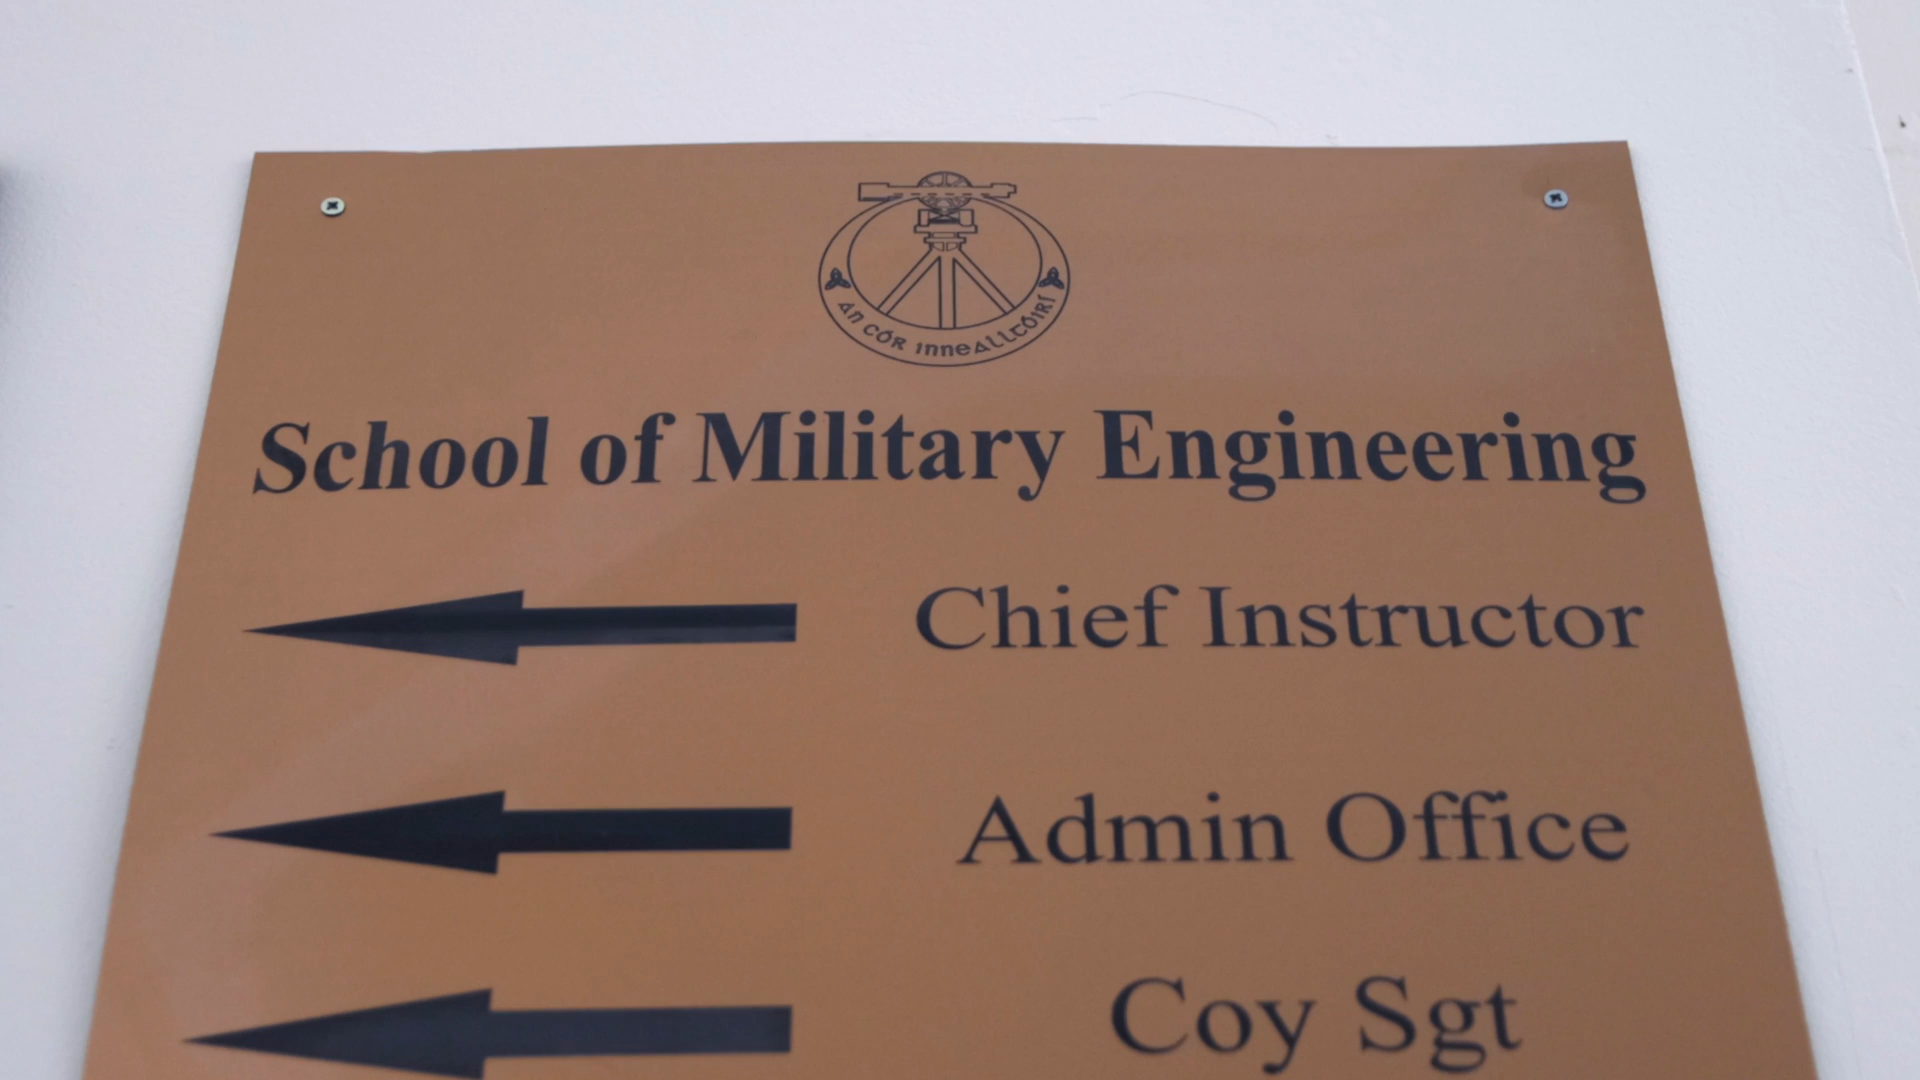 An Cór Innealltóirí
School of Military Engineering
Chief Instructor
Admin Office
Coy Sgt